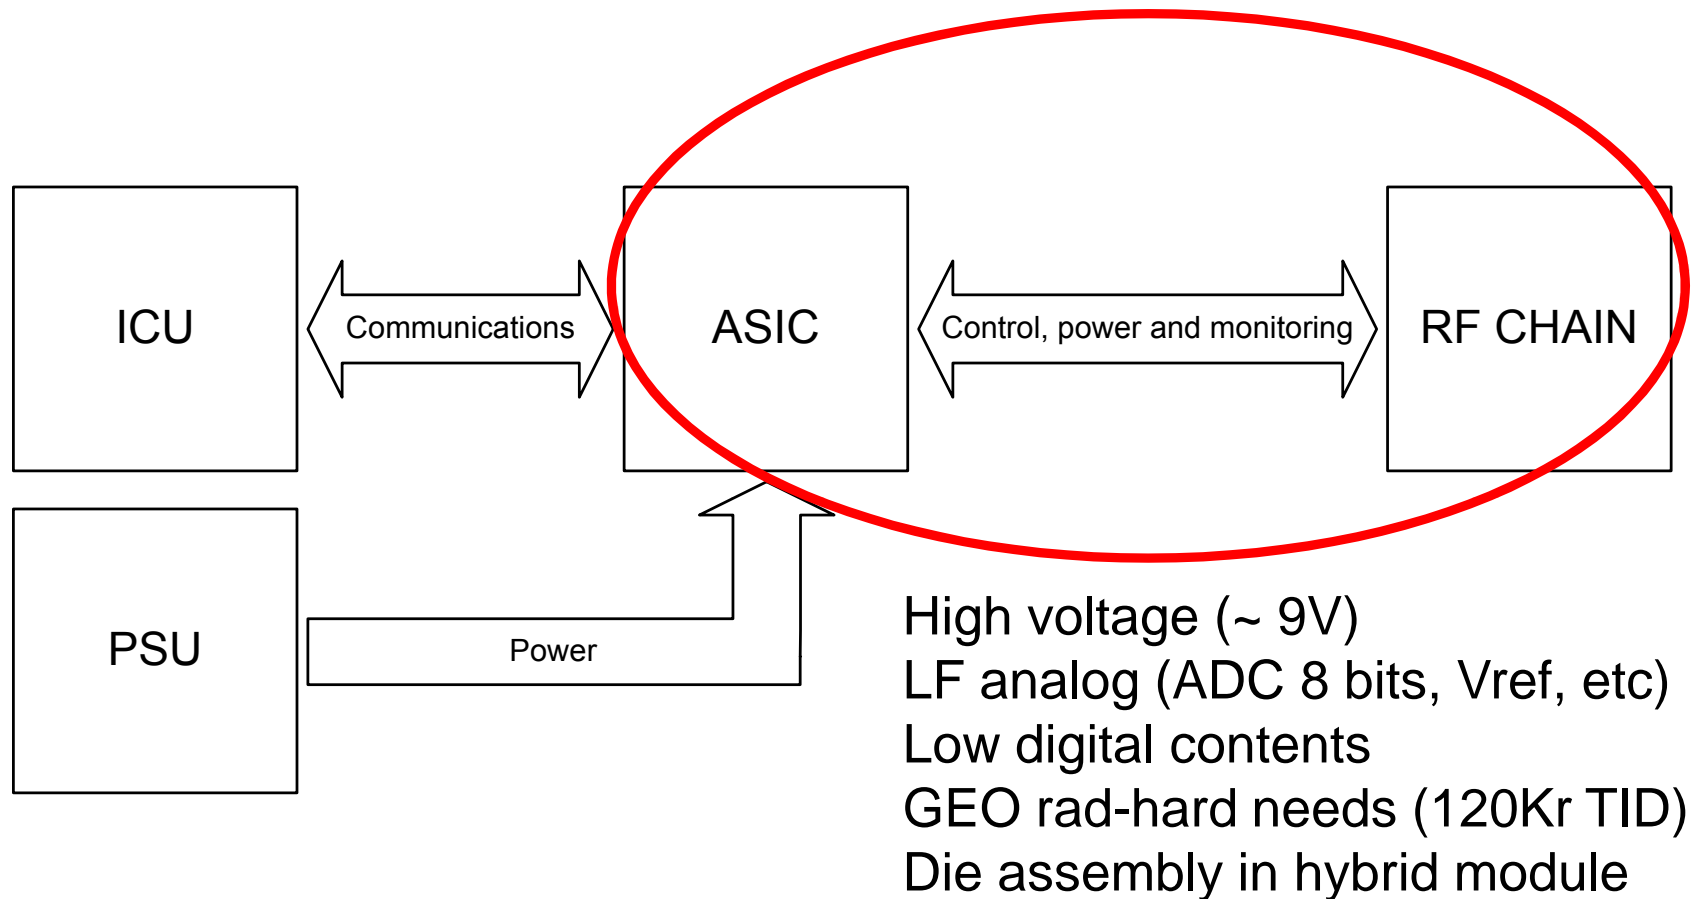 ICU
Communications
ASIC
Control, power and monitoring
RF CHAIN
PSU
Power
High voltage (~ 9V)
LF analog (ADC 8 bits, Vref, etc)
Low digital contents
GEO rad-hard needs (120Kr TID)
Die assembly in hybrid module